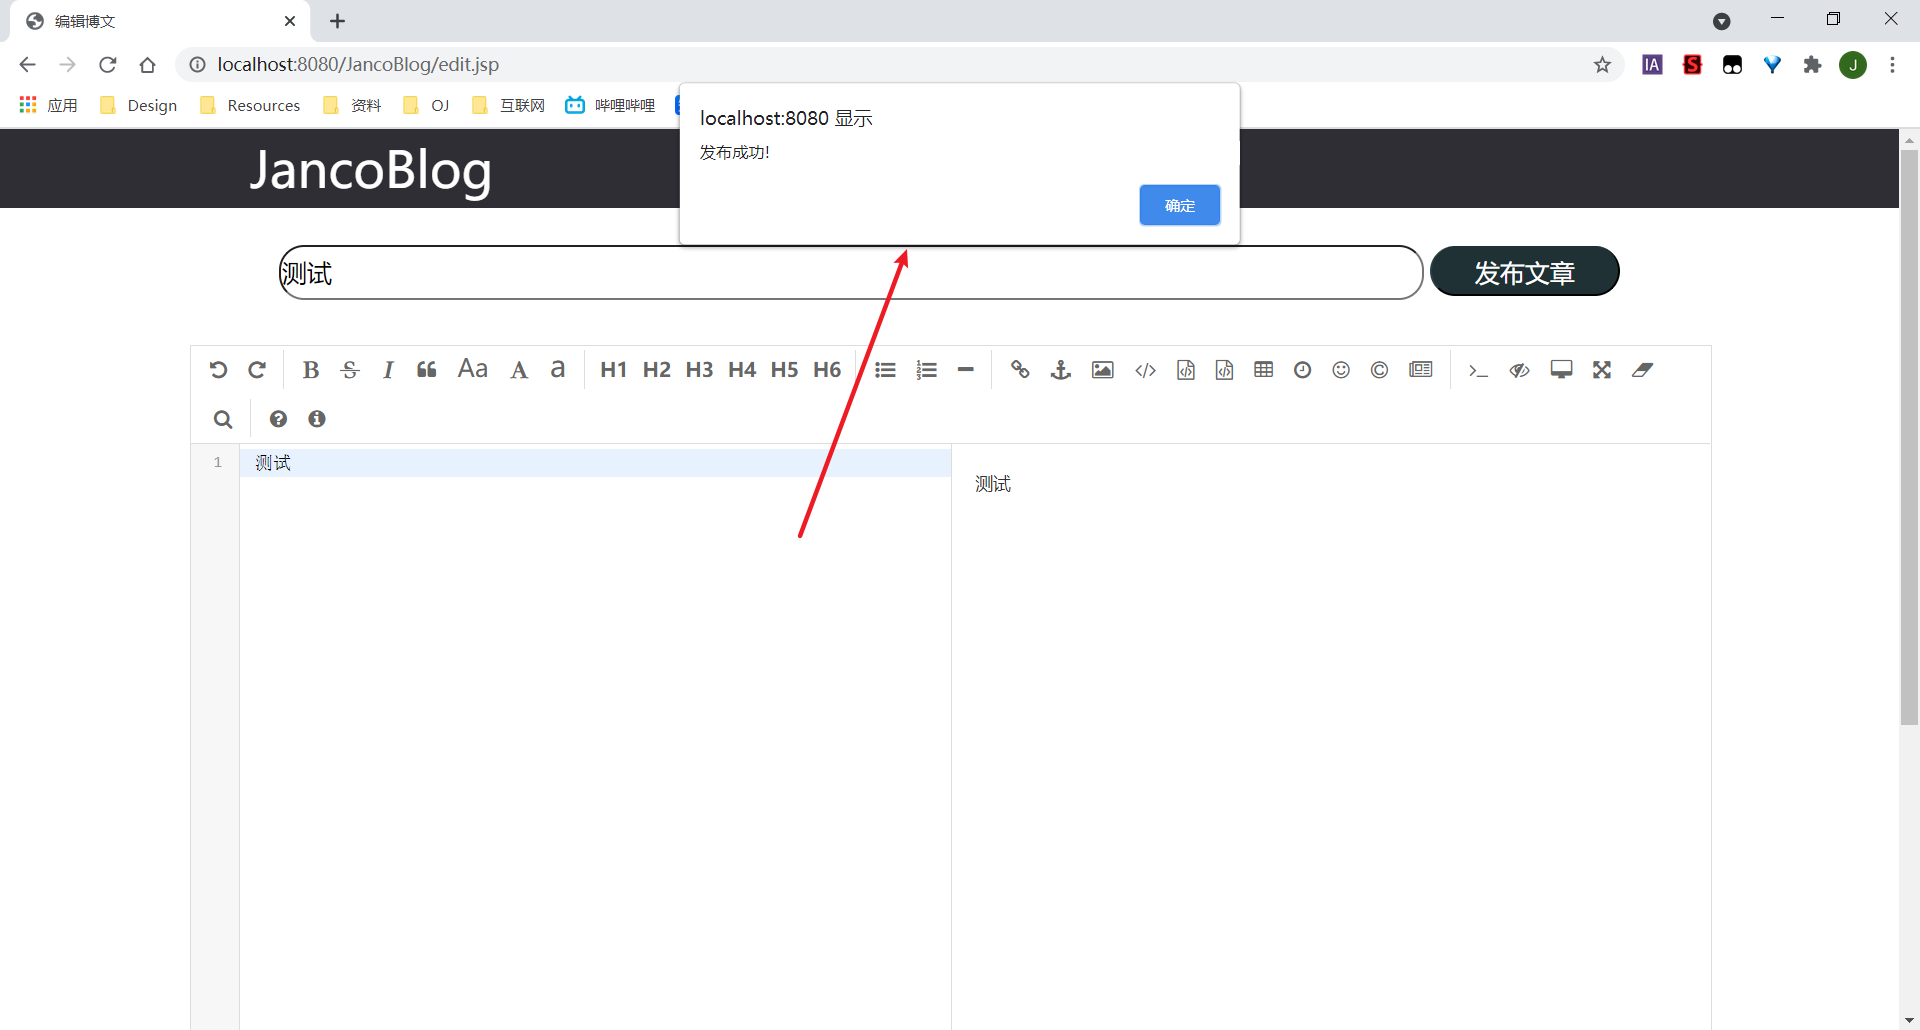 编辑博文
localhost:8080/JancoBlog/edit.jsp
IA S J
应用 Design Resources 资料 OJ 互联网 哔哩哔哩
localhost:8080 显示
发布成功!
确定
JancoBlog
测试 发布文章
B S I Aa A a H1 H2 H3 H4 H5 H6
1 测试
测试